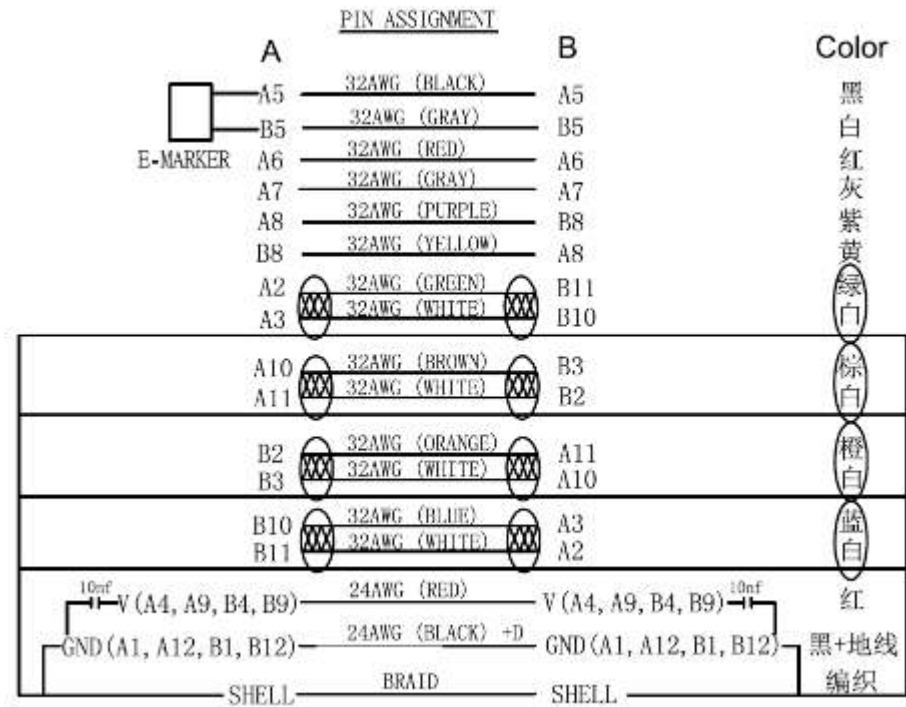 PIN ASSIGNMENT
A B Color
A5 32AWG (BLACK) A5 黑
B5 32AWG (GRAY) B5 白
E-MARKER A6 32AWG (RED) A6 红
A7 32AWG (GRAY) A7 灰
A8 32AWG (PURPLE) B8 紫
B8 32AWG (YELLOW) A8 黄
A2 32AWG (GREEN) B11 绿
A3 32AWG (WHITE) B10 白
A10 32AWG (BROWN) B3 棕
A11 32AWG (WHITE) B2 白
B2 32AWG (ORANGE) A11 橙
B3 32AWG (WHITE) A10 白
B10 32AWG (BLUE) A3 蓝
B11 32AWG (WHITE) A2 白
10nf V(A4, A9, B4, B9) 24AWG (RED) V(A4, A9, B4, B9) 10nf 红
GND(A1, A12, B1, B12) 24AWG (BLACK) +D GND(A1, A12, B1, B12) 黑+地线
SHELL BRAID SHELL 编织